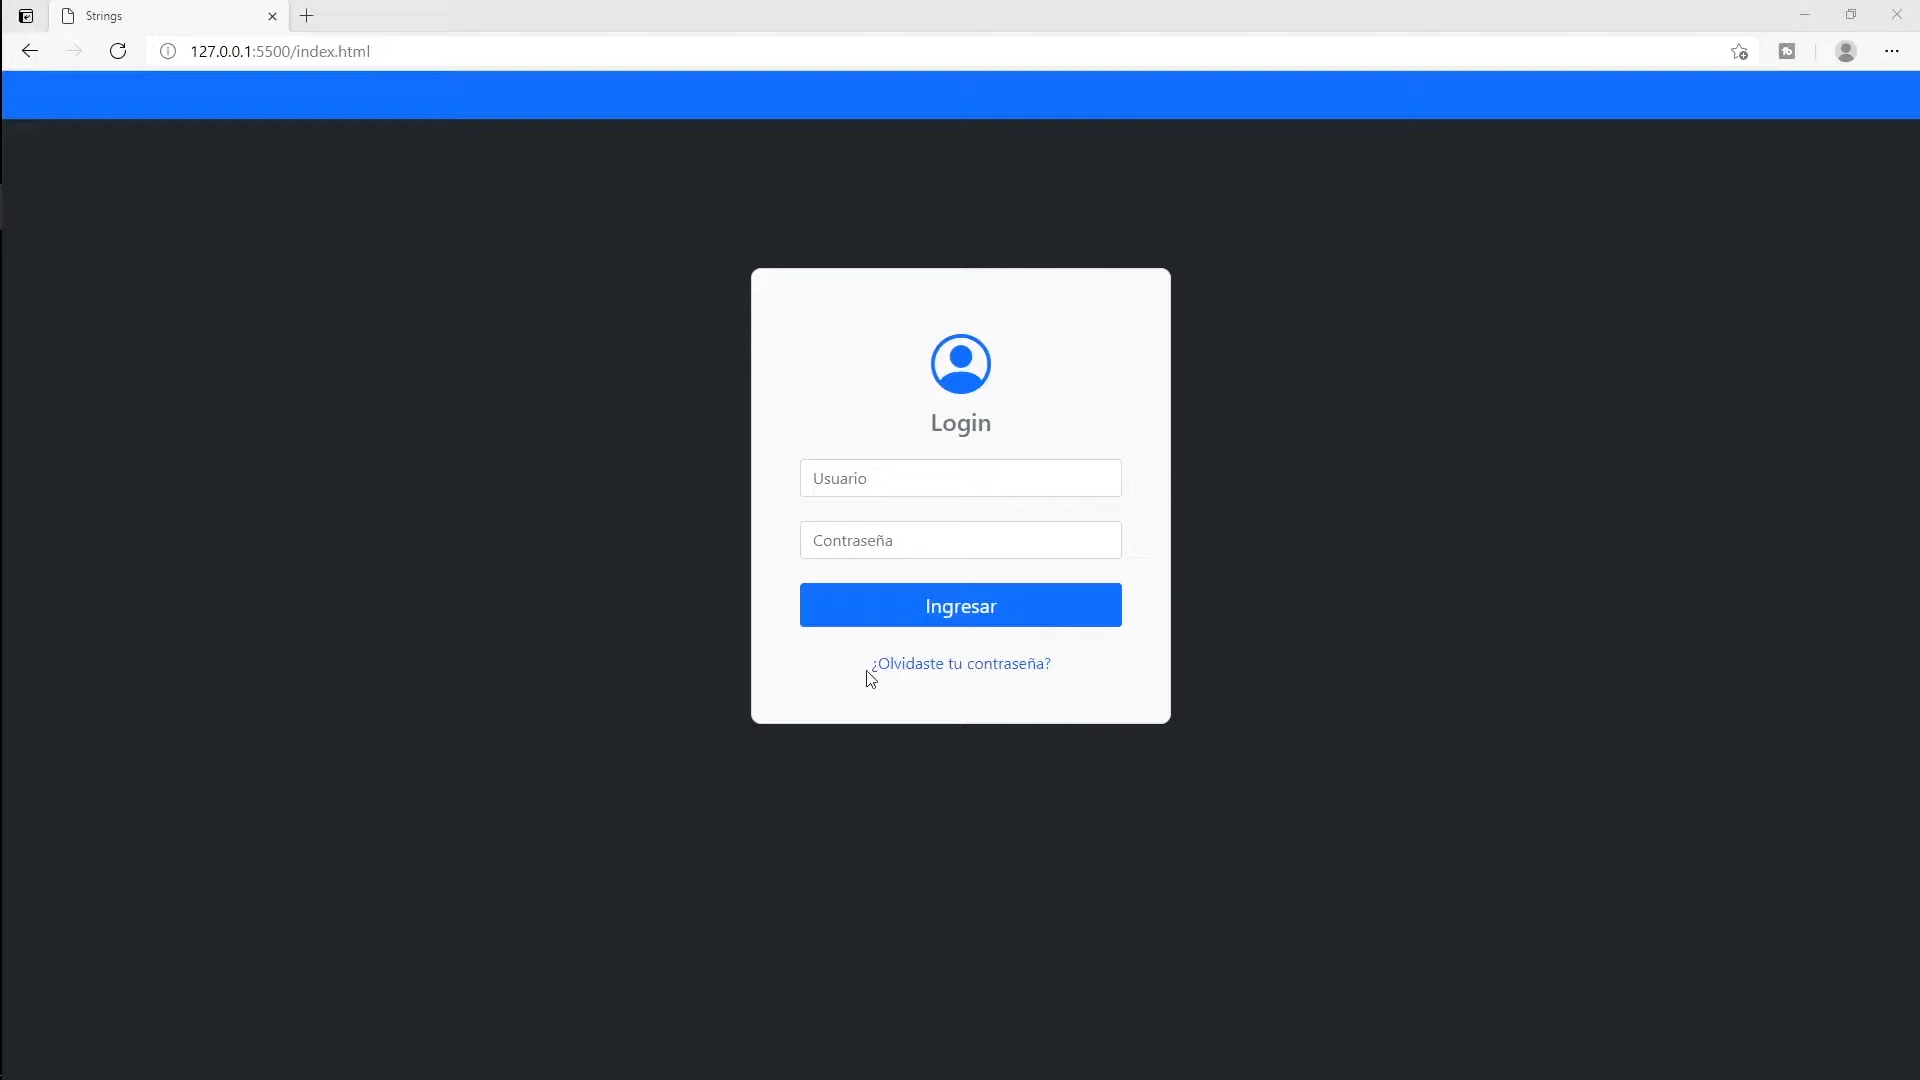 Strings
127.0.0.1:5500/index.html
Login
Usuario
Contraseña
Ingresar
¿Olvidaste tu contraseña?